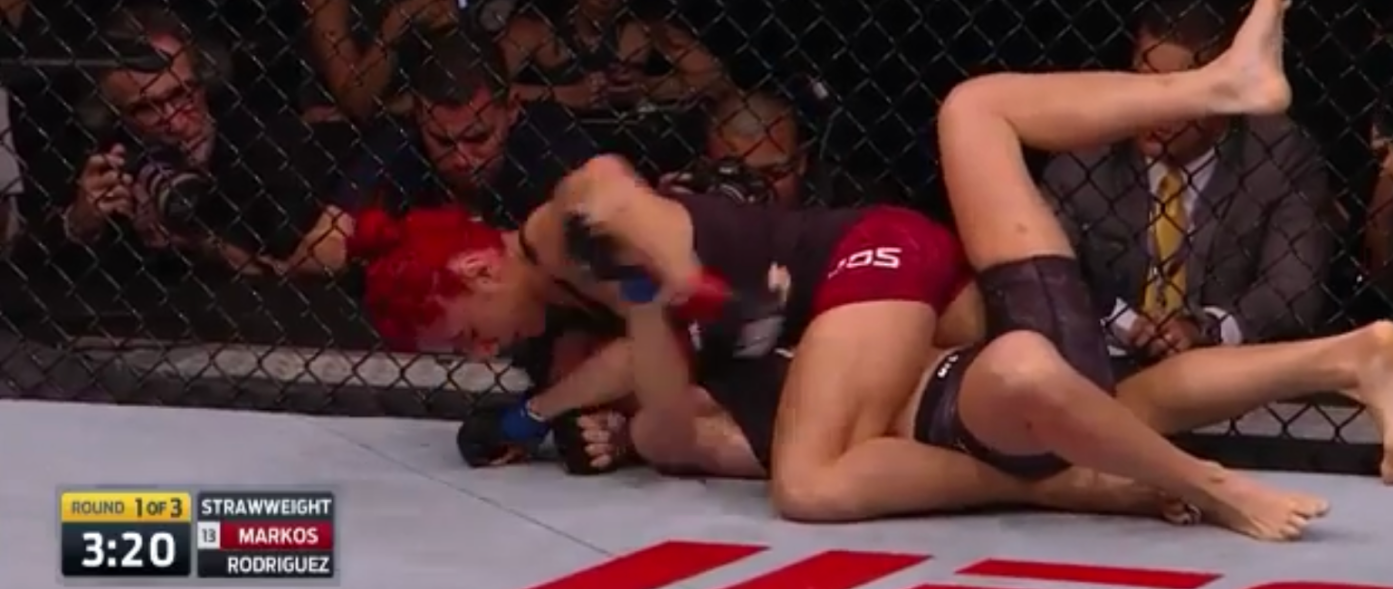 ROUND 1 OF 3
3:20
STRAWWEIGHT
13 MARKOS
RODRIGUEZ